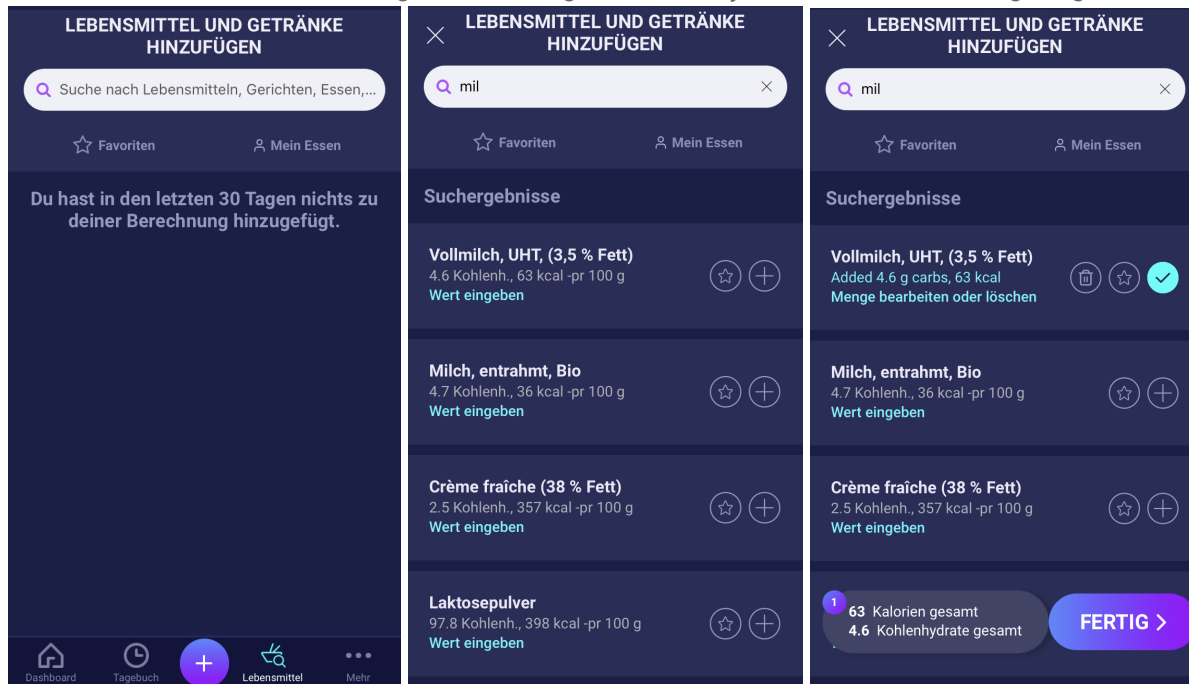 LEBENSMITTEL UND GETRÄNKE
HINZUFÜGEN
Suche nach Lebensmitteln, Gerichten, Essen,...
Favoriten
Mein Essen
Du hast in den letzten 30 Tagen nichts zu
deiner Berechnung hinzugefügt.
Dashboard
Tagebuch
Lebensmittel
Mehr
LEBENSMITTEL UND GETRÄNKE
HINZUFÜGEN
mil
Favoriten
Mein Essen
Suchergebnisse
Vollmilch, UHT, (3,5 % Fett)
4.6 Kohlenh., 63 kcal -pr 100 g
Wert eingeben
Milch, entrahmt, Bio
4.7 Kohlenh., 36 kcal -pr 100 g
Wert eingeben
Crème fraîche (38 % Fett)
2.5 Kohlenh., 357 kcal -pr 100 g
Wert eingeben
Laktosepulver
97.8 Kohlenh., 398 kcal -pr 100 g
Wert eingeben
LEBENSMITTEL UND GETRÄNKE
HINZUFÜGEN
mil
Favoriten
Mein Essen
Suchergebnisse
Vollmilch, UHT, (3,5 % Fett)
Added 4.6 g carbs, 63 kcal
Menge bearbeiten oder löschen
Milch, entrahmt, Bio
4.7 Kohlenh., 36 kcal -pr 100 g
Wert eingeben
Crème fraîche (38 % Fett)
2.5 Kohlenh., 357 kcal -pr 100 g
Wert eingeben
1
63 Kalorien gesamt
4.6 Kohlenhydrate gesamt
FERTIG >